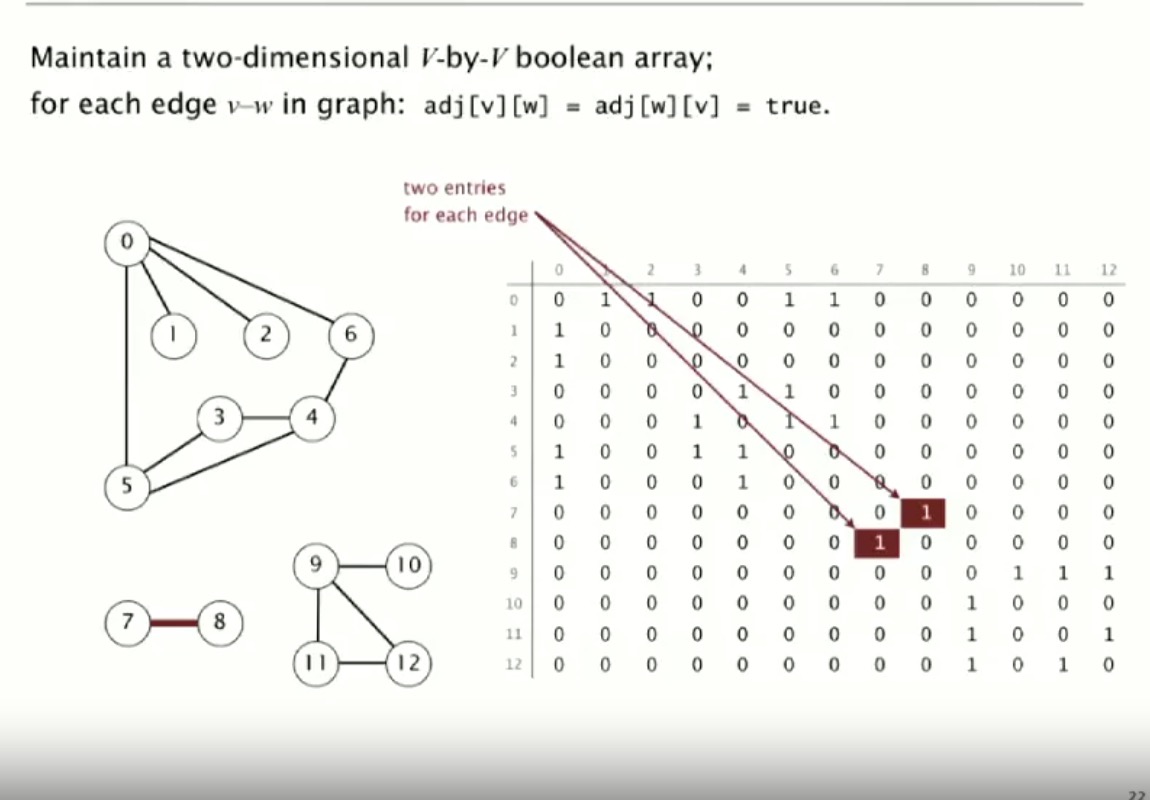 Maintain a two-dimensional V-by-V boolean array;
for each edge v–w in graph: adj[v][w] = adj[w][v] = true.
two entries
for each edge
0
1
2
6
3
4
5
9
10
7
8
11
12
0 1 2 3 4 5 6 7 8 9 10 11 12
0 0 1 1 0 0 1 1 0 0 0 0 0 0
1 1 0 0 0 0 0 0 0 0 0 0 0 0
2 1 0 0 0 0 0 0 0 0 0 0 0 0
3 0 0 0 0 1 1 0 0 0 0 0 0 0
4 0 0 0 1 0 1 1 0 0 0 0 0 0
5 1 0 0 1 1 0 0 0 0 0 0 0 0
6 1 0 0 0 1 0 0 0 0 0 0 0 0
7 0 0 0 0 0 0 0 0 1 0 0 0 0
8 0 0 0 0 0 0 0 1 0 0 0 0 0
9 0 0 0 0 0 0 0 0 0 0 1 1 1
10 0 0 0 0 0 0 0 0 0 1 0 0 0
11 0 0 0 0 0 0 0 0 0 1 0 0 1
12 0 0 0 0 0 0 0 0 0 1 0 1 0
22